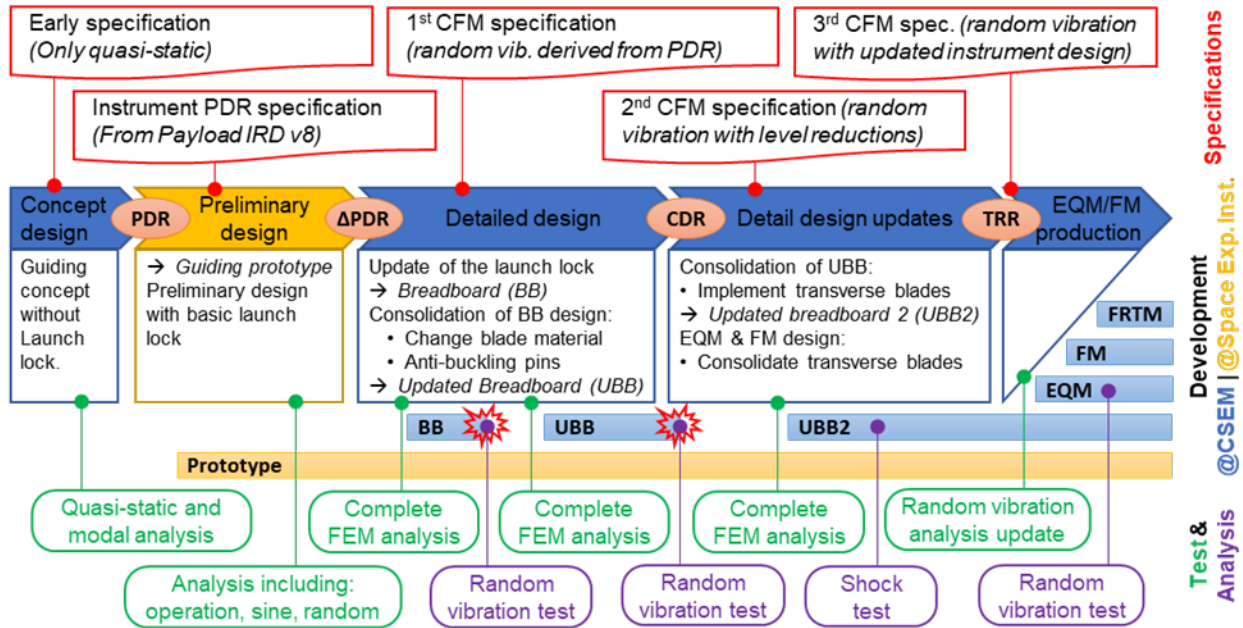 Early specification
(Only quasi-static)
1st CFM specification
(random vib. derived from PDR)
3rd CFM spec. (random vibration
with updated instrument design)
Instrument PDR specification
(From Payload IRD v8)
2nd CFM specification (random
vibration with level reductions)
Specifications
Concept
design
PDR
Preliminary
design
ΔPDR
Detailed design
CDR
Detail design updates
TRR
EQM/FM
production
Guiding
concept
without
Launch
lock.
→ Guiding prototype
Preliminary design
with basic launch
lock
Update of the launch lock
→ Breadboard (BB)
Consolidation of BB design:
• Change blade material
• Anti-buckling pins
→ Updated Breadboard (UBB)
Consolidation of UBB:
• Implement transverse blades
→ Updated breadboard 2 (UBB2)
EQM & FM design:
• Consolidate transverse blades
FRTM
FM
EQM
BB
UBB
UBB2
Prototype
Development
@CSEM | @Space Exp.Inst.
Quasi-static and
modal analysis
Complete
FEM analysis
Complete
FEM analysis
Complete
FEM analysis
Random vibration
analysis update
Analysis including:
operation, sine, random
Random
vibration test
Random
vibration test
Shock
test
Random
vibration test
Test &
Analysis